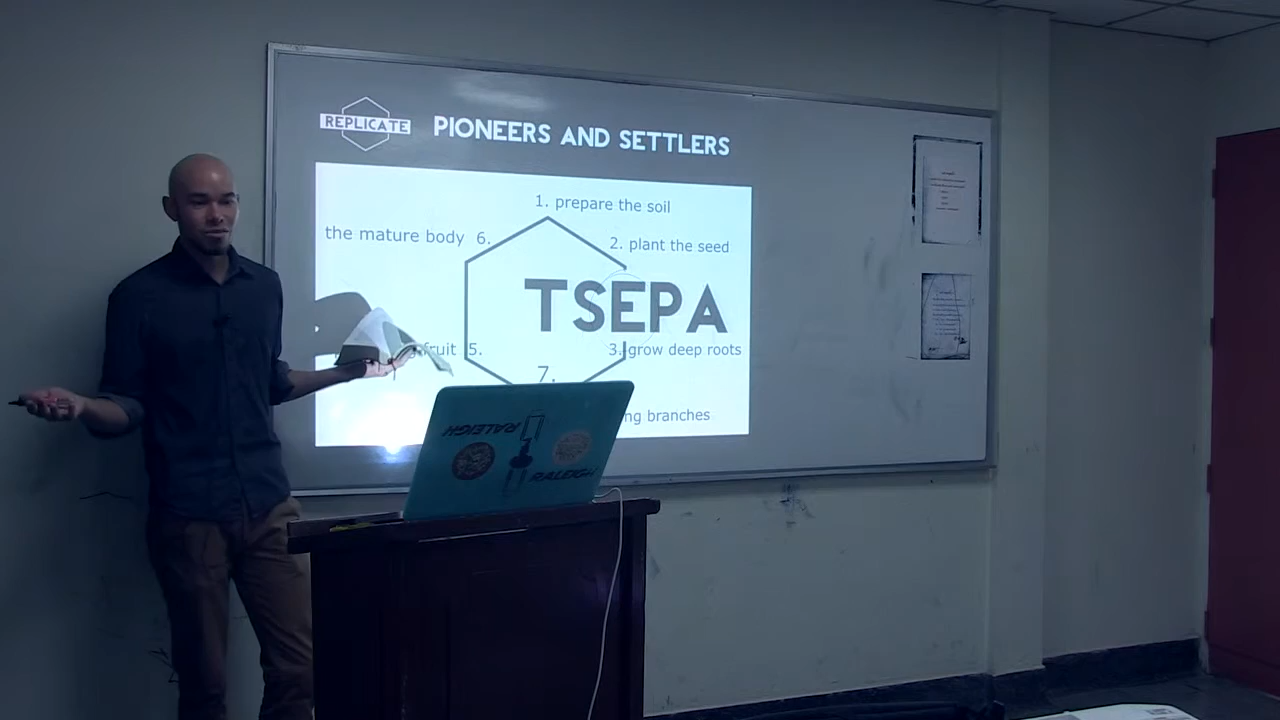 REPLICATE
PIONEERS AND SETTLERS
1. prepare the soil
the mature body 6.
2. plant the seed
TSEPA
fruit 5.
3. grow deep roots
7.
branches
RALEIGH
RALEIGH